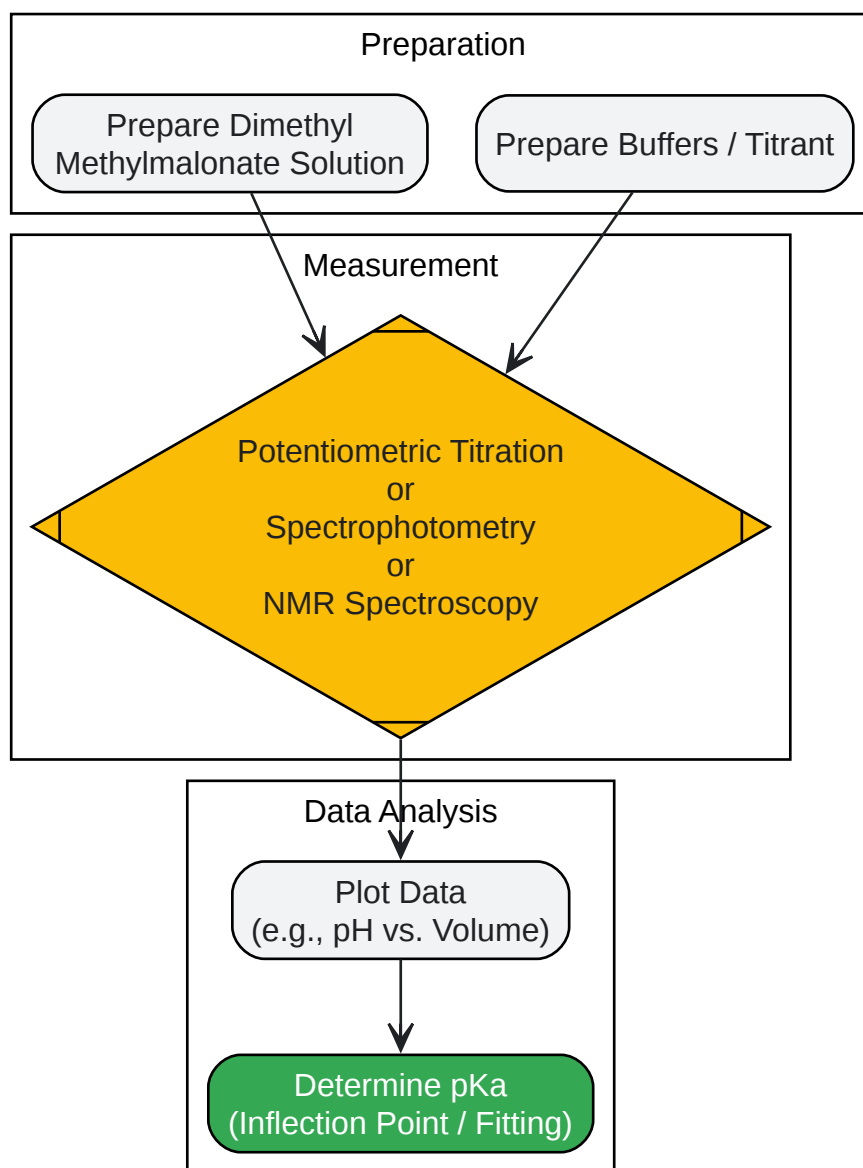 Preparation
Prepare Dimethyl
Methylmalonate Solution
Prepare Buffers / Titrant
Measurement
Potentiometric Titration
or
Spectrophotometry
or
NMR Spectroscopy
Data Analysis
Plot Data
(e.g., pH vs. Volume)
Determine pKa
(Inflection Point / Fitting)